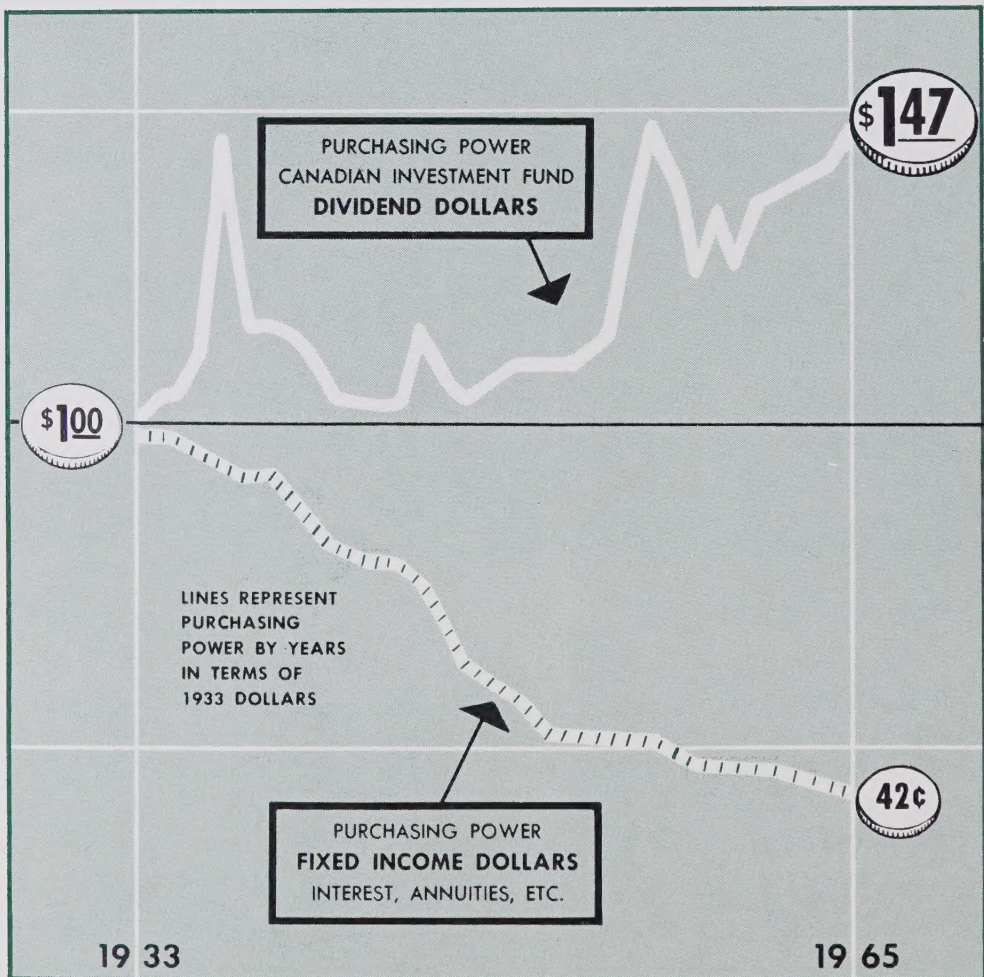 $147
PURCHASING POWER
CANADIAN INVESTMENT FUND
DIVIDEND DOLLARS
$100
LINES REPRESENT
PURCHASING
POWER BY YEARS
IN TERMS OF
1933 DOLLARS
42¢
PURCHASING POWER
FIXED INCOME DOLLARS
INTEREST, ANNUITIES, ETC.
19 33
19 65